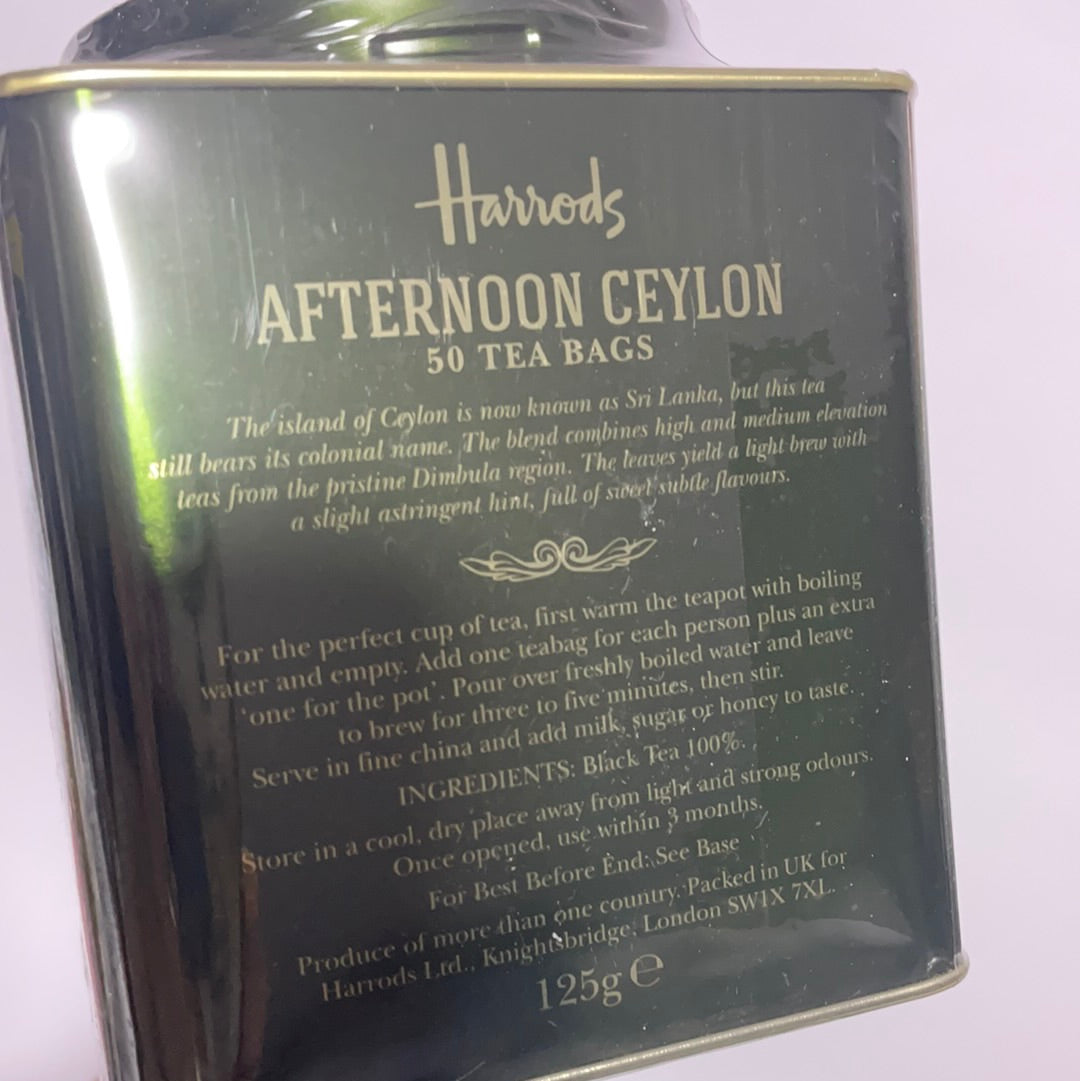 Harrods
AFTERNOON CEYLON
50 TEA BAGS
The island of Ceylon is now known as Sri Lanka, but this tea
still bears its colonial name. The blend combines high and medium elevation
teas from the pristine Dimbula region. The leaves yield a light brew with
a slight astringent hint, full of sweet subtle flavours.
For the perfect cup of tea, first warm the teapot with boiling
water and empty. Add one teabag for each person plus an extra
'one for the pot'. Pour over freshly boiled water and leave
to brew for three to five minutes, then stir.
Serve in fine china and add milk, sugar or honey to taste.
INGREDIENTS: Black Tea 100%.
Store in a cool, dry place away from light and strong odours.
Once opened, use within 3 months.
For Best Before End: See Base
Produce of more than one country. Packed in UK for
Harrods Ltd., Knightsbridge, London SW1X 7XL.
125g ℮